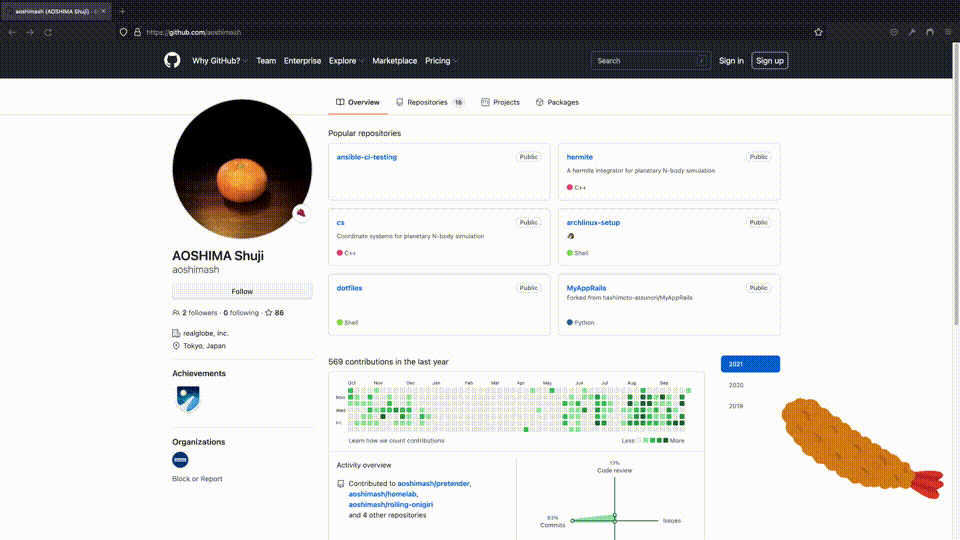 aoshimash (AOSHIMA Shuji) ·
https://github.com/aoshimash
Why GitHub? Team Enterprise Explore Marketplace Pricing Search / Sign in Sign up
Overview Repositories 18 Projects Packages
AOSHIMA Shuji
aoshimash
Follow
2 followers · 0 following · 86
realglobe, Inc.
Tokyo, Japan
Achievements
Organizations
Block or Report
Popular repositories
ansible-ci-testing Public
hermite Public
A hermite integrator for planetary N-body simulation
C++
cs Public
Coordinate systems for planetary N-body simulation
C++
archlinux-setup Public
Shell
dotfiles Public
Shell
MyAppRails Public
Forked from hashimoto-atsunori/MyAppRails
Python
569 contributions in the last year
Oct Nov Dec Jan Feb Mar Apr May Jun Jul Aug Sep
Mon
Wed
Fri
Learn how we count contributions Less More
2021
2020
2019
Activity overview
Contributed to aoshimash/pretender,
aoshimash/homelab,
aoshimash/rolling-onigiri
and 4 other repositories
13%
Code review
83%
Commits
Issues